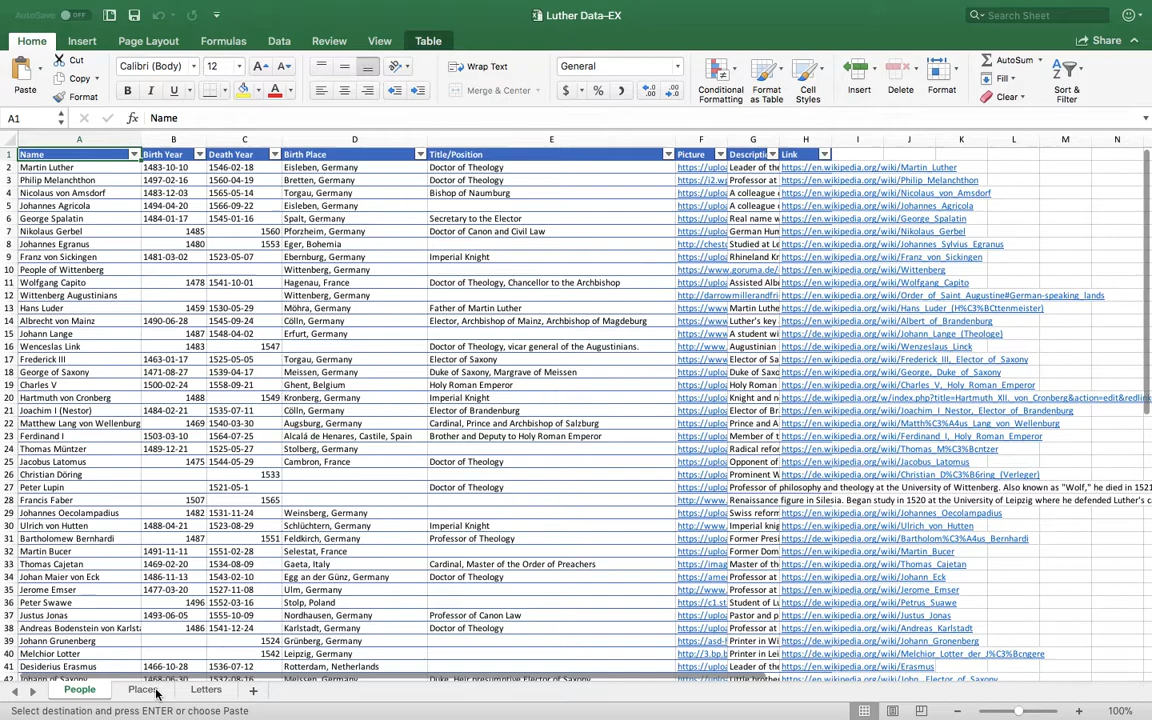 AutoSave OFF Luther Data–EX Search Sheet
Home Insert Page Layout Formulas Data Review View Table Share
Paste Cut Copy Format
Calibri (Body) 12 Wrap Text Merge & Center General
Conditional Formatting Format as Table Cell Styles Insert Delete Format AutoSum Fill Clear Sort & Filter
A1 fx Name
A B C D E F G H I J K L M N
1 Name Birth Year Death Year Birth Place Title/Position Picture Link
2 Martin Luther 1483-10-10 1546-02-18 Eisleben, Germany Doctor of Theology https://uploa Leader of the https://en.wikipedia.org/wiki/Martin_Luther
3 Philip Melanchthon 1497-02-16 1560-04-19 Bretten, Germany Doctor of Theology https://i2.wp Professor at https://en.wikipedia.org/wiki/Philip_Melanchthon
4 Nicolaus von Amsdorf 1483-12-03 1565-05-14 Torgau, Germany Bishop of Naumburg https://uploa A colleague o https://en.wikipedia.org/wiki/Nicolaus_von_Amsdorf
5 Johannes Agricola 1494-04-20 1566-09-22 Eisleben, Germany https://uploa A colleague o https://en.wikipedia.org/wiki/Johannes_Agricola
6 George Spalatin 1484-01-17 1545-01-16 Spalt, Germany Secretary to the Elector https://uploa Real name w https://en.wikipedia.org/wiki/George_Spalatin
7 Nikolaus Gerbel 1485 1560 Pforzheim, Germany Doctor of Canon and Civil Law https://uploa German Hum https://de.wikipedia.org/wiki/Nikolaus_Gerbel
8 Johannes Egranus 1480 1553 Eger, Bohemia http://chest Studied at Le https://en.wikipedia.org/wiki/Johannes_Sylvius_Egranus
9 Franz von Sickingen 1481-03-02 1523-05-07 Ebernburg, Germany Imperial Knight https://uploa Rhineland Kn https://en.wikipedia.org/wiki/Franz_von_Sickingen
10 People of Wittenberg Wittenberg, Germany https://www.goruma.de/ https://en.wikipedia.org/wiki/Wittenberg
11 Wolfgang Capito 1478 1541-10-01 Hagenau, France Doctor of Theology, Chancellor to the Archbishop https://uploa Assisted Albr https://en.wikipedia.org/wiki/Wolfgang_Capito
12 Wittenberg Augustinians Wittenberg, Germany http://darrowmillerandfri https://en.wikipedia.org/wiki/Order_of_Saint_Augustine#German-speaking_lands
13 Hans Luder 1459 1530-05-29 Möhra, Germany Father of Martin Luther https://www Martin Luthe https://de.wikipedia.org/wiki/Hans_Luder_(H%C3%BCttenmeister)
14 Albrecht von Mainz 1490-06-28 1545-09-24 Cölln, Germany Elector, Archbishop of Mainz, Archbishop of Magdeburg https://uploa Luther's key https://en.wikipedia.org/wiki/Albert_of_Brandenburg
15 Johann Lange 1487 1548-04-02 Erfurt, Germany https://uploa A student wi https://de.wikipedia.org/wiki/Johann_Lange_(Theologe)
16 Wenceslas Link 1483 1547 Doctor of Theology, vicar general of the Augustinians. http://www. Augustinian https://en.wikipedia.org/wiki/Wenzeslaus_Linck
17 Frederick III 1463-01-17 1525-05-05 Torgau, Germany Elector of Saxony https://www Elector of Sa https://en.wikipedia.org/wiki/Frederick_III,_Elector_of_Saxony
18 George of Saxony 1471-08-27 1539-04-17 Meissen, Germany Duke of Saxony, Margrave of Meissen https://uploa Duke of Saxo https://en.wikipedia.org/wiki/George,_Duke_of_Saxony
19 Charles V 1500-02-24 1558-09-21 Ghent, Belgium Holy Roman Emperor https://uploa Holy Roman https://en.wikipedia.org/wiki/Charles_V,_Holy_Roman_Emperor
20 Hartmuth von Cronberg 1488 1549 Kronberg, Germany Imperial Knight https://uploa Knight and r https://de.wikipedia.org/w/index.php?title=Hartmuth_XII._von_Cronberg&action=edit&redlink
21 Joachim I (Nestor) 1484-02-21 1535-07-11 Cölln, Germany Elector of Brandenburg https://uploa Elector of Br https://en.wikipedia.org/wiki/Joachim_I_Nestor,_Elector_of_Brandenburg
22 Matthew Lang von Wellenburg 1469 1540-03-30 Augsburg, Germany Cardinal, Prince and Archbishop of Salzburg https://uploa Prince and A https://en.wikipedia.org/wiki/Matth%C3%A4us_Lang_von_Wellenburg
23 Ferdinand I 1503-03-10 1564-07-25 Alcalá de Henares, Castile, Spain Brother and Deputy to Holy Roman Emperor https://uploa Member of t https://en.wikipedia.org/wiki/Ferdinand_I,_Holy_Roman_Emperor
24 Thomas Müntzer 1489-12-21 1525-05-27 Stolberg, Germany https://uploa Radical refor https://en.wikipedia.org/wiki/Thomas_M%C3%BCntzer
25 Jacobus Latomus 1475 1544-05-29 Cambron, France Doctor of Theology https://uploa Opponent of https://en.wikipedia.org/wiki/Jacobus_Latomus
26 Christian Döring 1533 https://uploa Prominent W https://de.wikipedia.org/wiki/Christian_D%C3%B6ring_(Verleger)
27 Peter Lupin 1521-05-1 Doctor of Theology https://uploa Professor of philosophy and theology at the University of Wittenberg. Also known as "Wolf," he died in 1521
28 Francis Faber 1507 1565 http://www. Renaissance figure in Silesia. Began study in 1520 at the University of Leipzig where he defended Luther's ca
29 Johannes Oecolampadius 1482 1531-11-24 Weinsberg, Germany https://uploa Swiss reform https://en.wikipedia.org/wiki/Johannes_Oecolampadius
30 Ulrich von Hutten 1488-04-21 1523-08-29 Schlüchtern, Germany Imperial Knight https://www. Imperial knig https://en.wikipedia.org/wiki/Ulrich_von_Hutten
31 Bartholomew Bernhardi 1487 1551 Feldkirch, Germany Professor of Theology https://uploa Former Presi https://de.wikipedia.org/wiki/Bartholom%C3%A4us_Bernhardi
32 Martin Bucer 1491-11-11 1551-02-28 Selestat, France https://uploa Former Dom https://en.wikipedia.org/wiki/Martin_Bucer
33 Thomas Cajetan 1469-02-20 1534-08-09 Gaeta, Italy Cardinal, Master of the Order of Preachers https://imag Master of the https://en.wikipedia.org/wiki/Thomas_Cajetan
34 Johan Maier von Eck 1486-11-13 1543-02-10 Egg an der Günz, Germany Doctor of Theology https://ame Professor at https://en.wikipedia.org/wiki/Johann_Eck
35 Jerome Emser 1477-03-20 1527-11-08 Ulm, Germany http://www. Professor at https://en.wikipedia.org/wiki/Jerome_Emser
36 Peter Swawe 1496 1552-03-16 Stolp, Poland https://c1.st Student of L https://de.wikipedia.org/wiki/Petrus_Suawe
37 Justus Jonas 1493-06-05 1555-10-09 Nordhausen, Germany Professor of Canon Law https://uploa Pastor and p https://en.wikipedia.org/wiki/Justus_Jonas
38 Andreas Bodenstein von Karlsta 1486 1541-12-24 Karlstadt, Germany Doctor of Theology https://uploa Professor at https://en.wikipedia.org/wiki/Andreas_Karlstadt
39 Johann Grunenberg 1524 Grünberg, Germany https://asd-l Printer in Wi https://de.wikipedia.org/wiki/Johann_Gronenberg
40 Melchior Lotter 1542 Leipzig, Germany http://3.bp.b Printer in Lei https://en.wikipedia.org/wiki/Melchior_Lotter_der_J%C3%BCngere
41 Desiderius Erasmus 1466-10-28 1536-07-12 Rotterdam, Netherlands https://uploa Leader of the https://en.wikipedia.org/wiki/Erasmus
People Places Letters
Select destination and press ENTER or choose Paste 100%